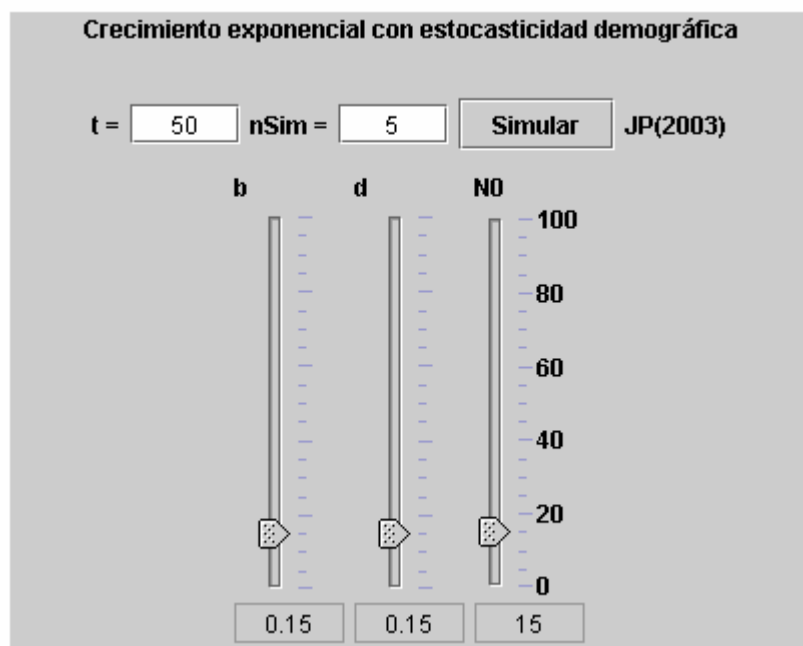 Crecimiento exponencial con estocasticidad demográfica
t = 50 nSim = 5 Simular JP(2003)
b d N0
100
80
60
40
20
0
0.15 0.15 15